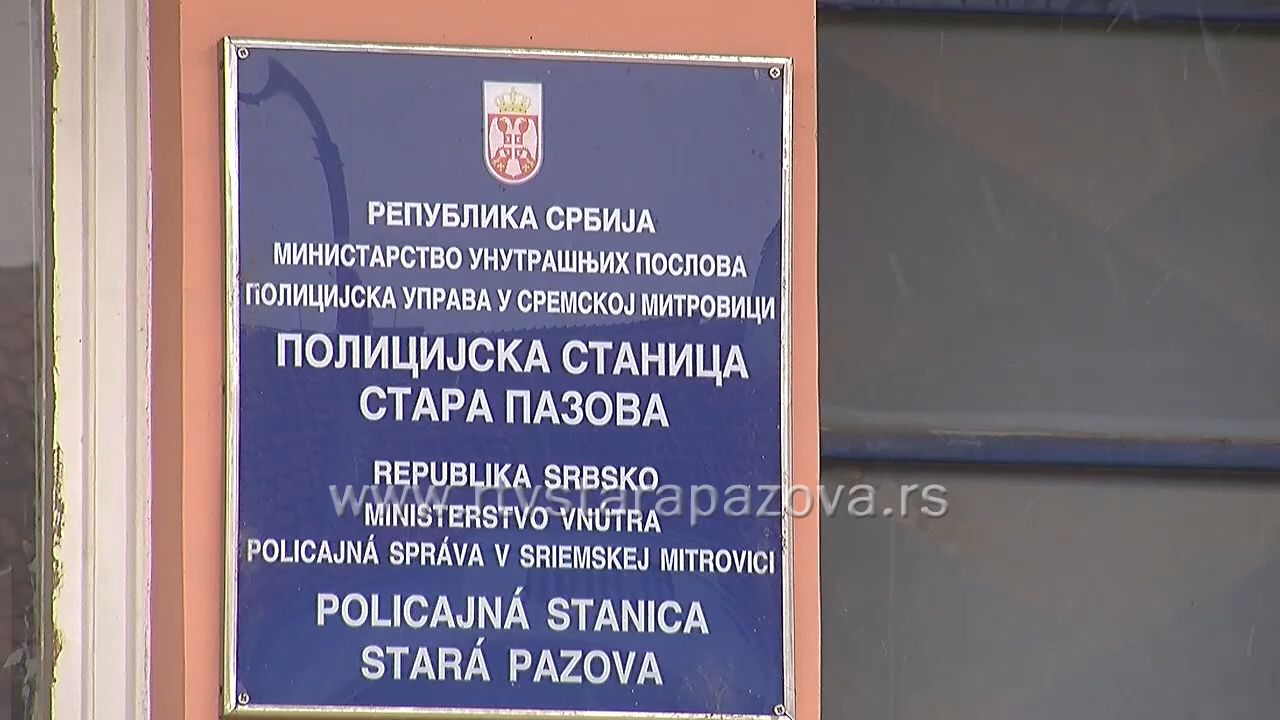 РЕПУБЛИКА СРБИЈА
МИНИСТАРСТВО УНУТРАШЊИХ ПОСЛОВА
ПОЛИЦИЈСКА УПРАВА У СРЕМСКОЈ МИТРОВИЦИ
ПОЛИЦИЈСКА СТАНИЦА
СТАРА ПАЗОВА
REPUBLIKA SRBSKO
www.rtvstarapazova.rs
MINISTERSTVO VNÚTRA
POLICAJNÁ SPRÁVA V SRIEMSKEJ MITROVICI
POLICAJNÁ STANICA
STARÁ PAZOVA